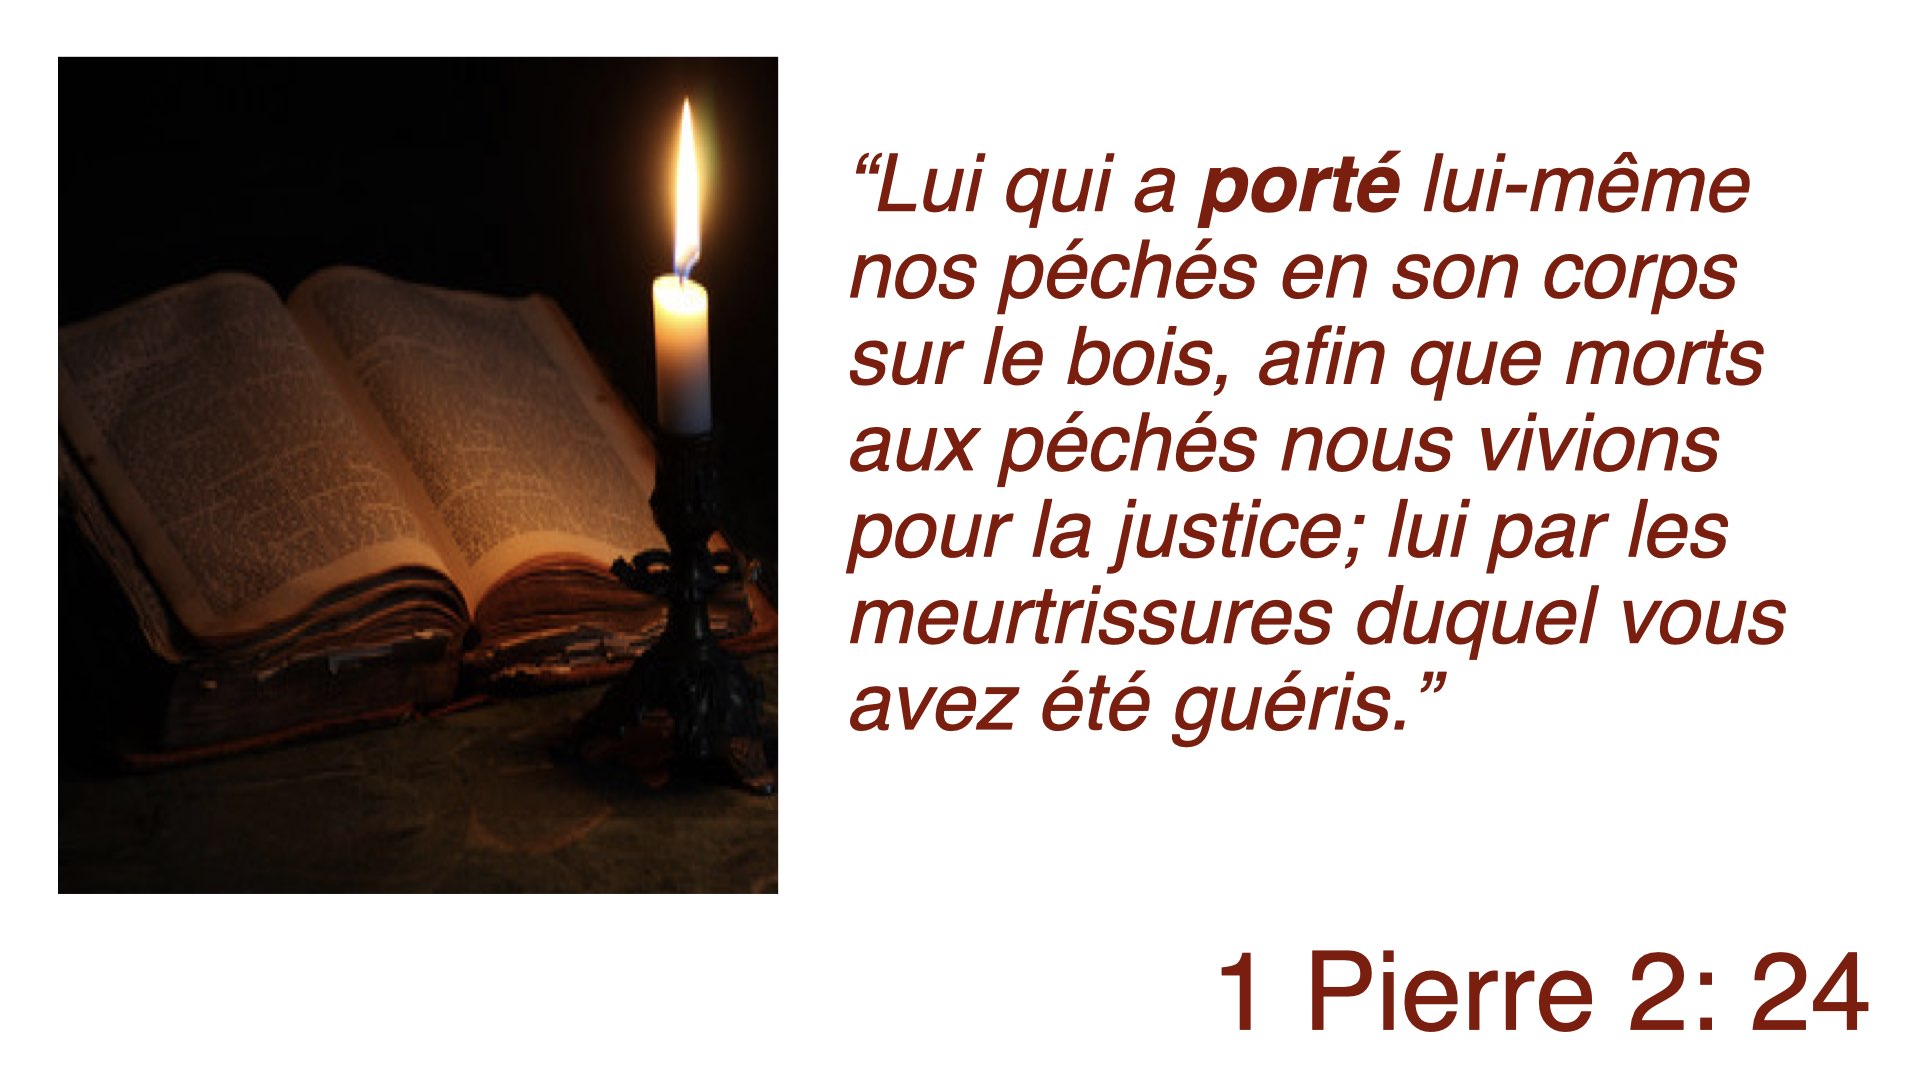 “Lui qui a porté lui-même
nos péchés en son corps
sur le bois, afin que morts
aux péchés nous vivions
pour la justice; lui par les
meurtrissures duquel vous
avez été guéris.”
1 Pierre 2: 24